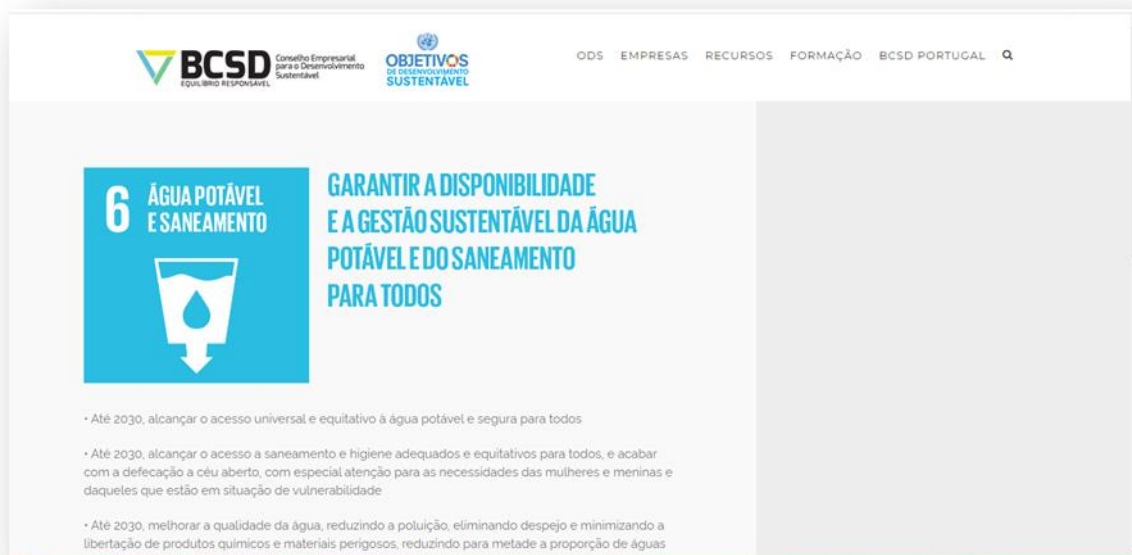 BCSD
EQUILÍBRIO RESPONSÁVEL
Conselho Empresarial
para o Desenvolvimento
Sustentável
OBJETIVOS
DE DESENVOLVIMENTO
SUSTENTÁVEL
ODS EMPRESAS RECURSOS FORMAÇÃO BCSD PORTUGAL
6 ÁGUA POTÁVEL
E SANEAMENTO
GARANTIR A DISPONIBILIDADE
E A GESTÃO SUSTENTÁVEL DA ÁGUA
POTÁVEL E DO SANEAMENTO
PARA TODOS
• Até 2030, alcançar o acesso universal e equitativo à água potável e segura para todos
• Até 2030, alcançar o acesso a saneamento e higiene adequados e equitativos para todos, e acabar
com a defecação a céu aberto, com especial atenção para as necessidades das mulheres e meninas e
daqueles que estão em situação de vulnerabilidade
• Até 2030, melhorar a qualidade da água, reduzindo a poluição, eliminando despejo e minimizando a
libertação de produtos químicos e materiais perigosos, reduzindo para metade a proporção de águas